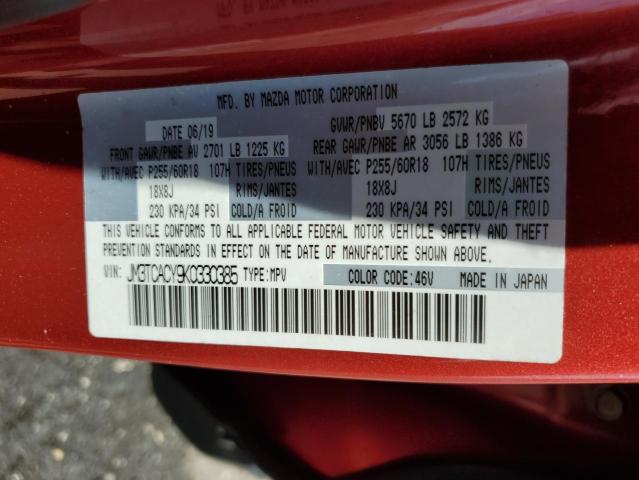 MFD. BY MAZDA MOTOR CORPORATION
DATE 06/19 GVWR/PNBV 5670 LB 2572 KG
FRONT GAWR/PNBE AV 2701 LB 1225 KG REAR GAWR/PNBE AR 3056 LB 1386 KG
WITH/AVEC P255/60R18 107H TIRES/PNEUS WITH/AVEC P255/60R18 107H TIRES/PNEUS
18X8J RIMS/JANTES 18X8J RIMS/JANTES
230 KPA/34 PSI COLD/A FROID 230 KPA/34 PSI COLD/A FROID
THIS VEHICLE CONFORMS TO ALL APPLICABLE FEDERAL MOTOR VEHICLE SAFETY AND THEFT
PREVENTION STANDARDS IN EFFECT ON THE DATE OF MANUFACTURE SHOWN ABOVE.
VIN: JM3TCACY9K0330385 TYPE:MPV COLOR CODE:46V MADE IN JAPAN